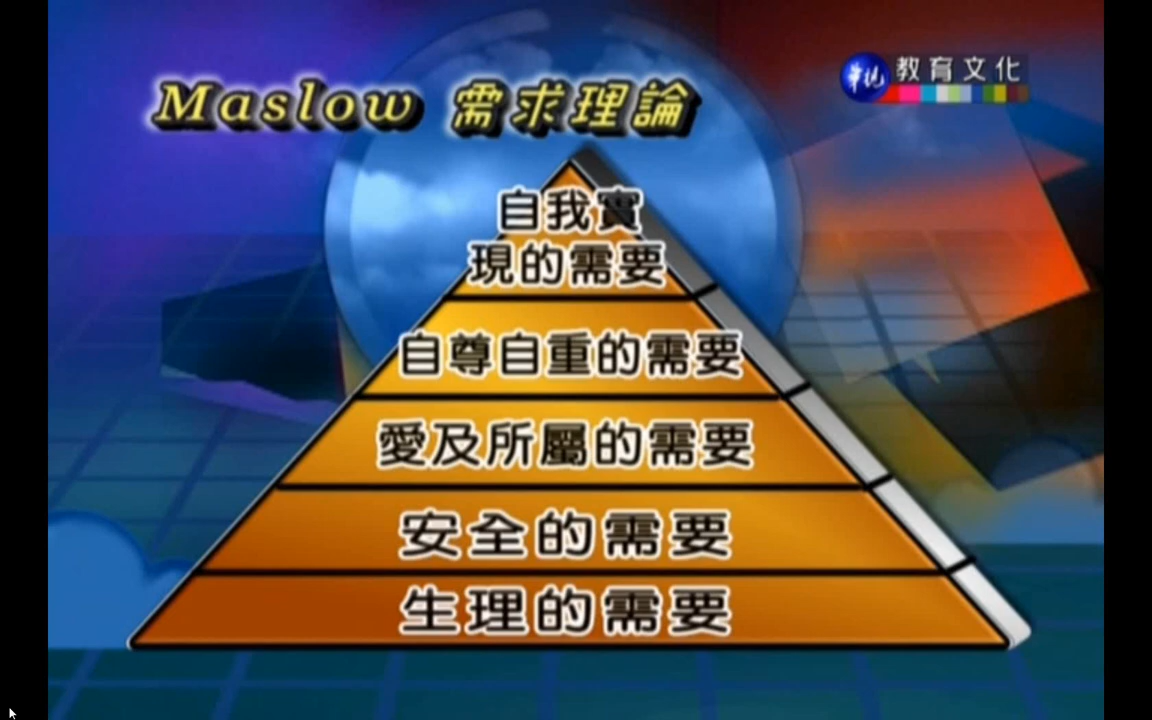 華視 教育文化
Maslow 需求理論
自我實
現的需要
自尊自重的需要
愛及所屬的需要
安全的需要
生理的需要